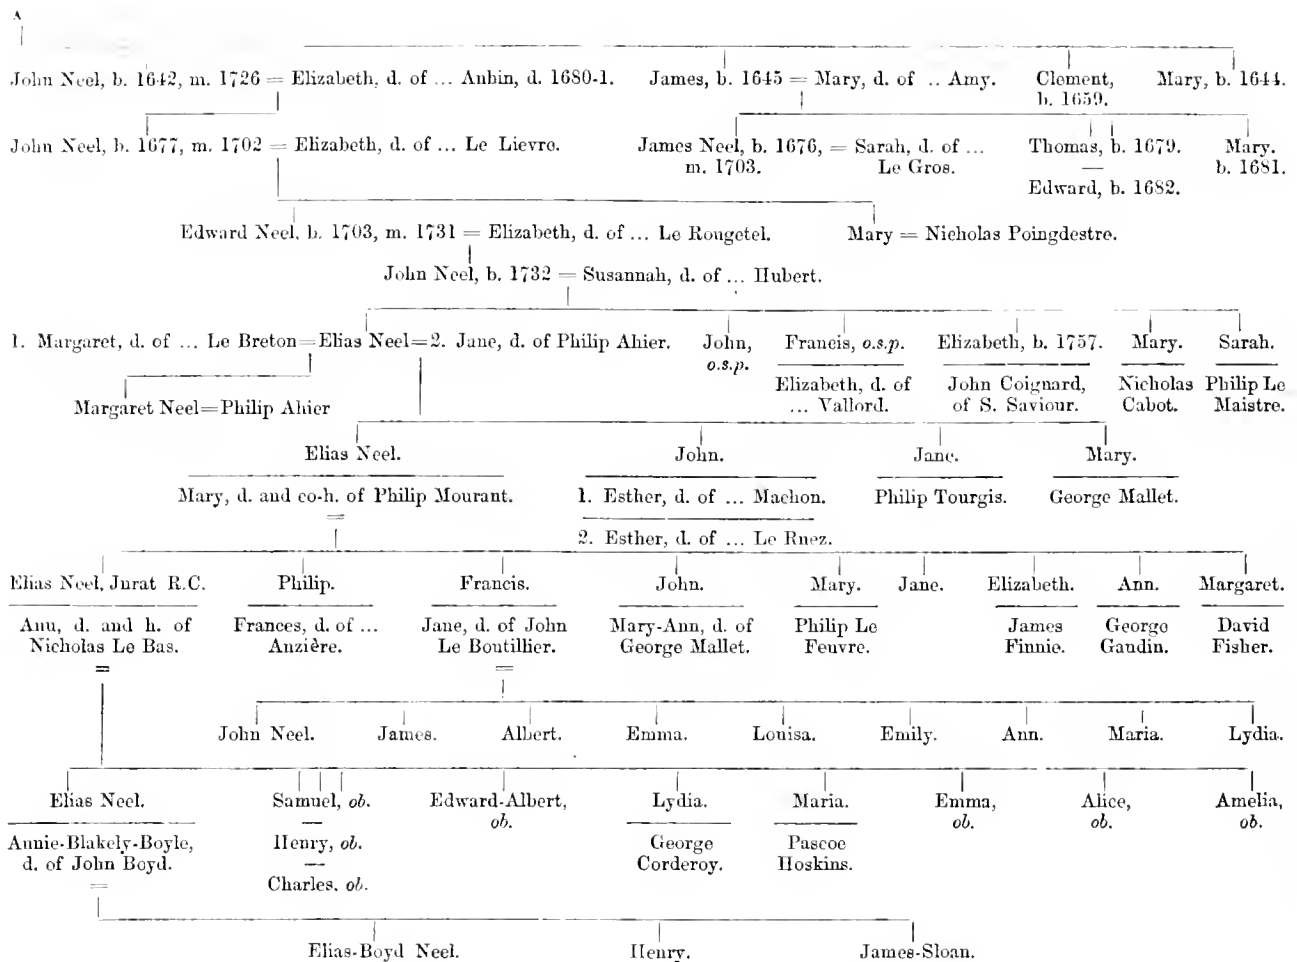 A
John Neel, b. 1642, m. 1726 = Elizabeth, d. of ... Aubin, d. 1680-1. James, b. 1645 = Mary, d. of .. Amy. Clement, Mary, b. 1644.
b. 1659.
John Neel, b. 1677, m. 1702 = Elizabeth, d. of ... Le Lievre. James Neel, b. 1676, = Sarah, d. of ... Thomas, b. 1679. Mary.
m. 1703. Le Gros. — b. 1681.
Edward, b. 1682.
Edward Neel, b. 1703, m. 1731 = Elizabeth, d. of ... Le Rougetel. Mary = Nicholas Poingdestre.
John Neel, b. 1732 = Susannah, d. of ... Hubert.
1. Margaret, d. of ... Le Breton=Elias Neel=2. Jane, d. of Philip Ahier. John, Francis, o.s.p. Elizabeth, b. 1757. Mary. Sarah.
o.s.p.
Elizabeth, d. of John Coignard, Nicholas Philip Le
Margaret Neel=Philip Ahier ... Vallord. of S. Saviour. Cabot. Maistre.
Elias Neel. John. Jane. Mary.
Mary, d. and co-h. of Philip Mourant. 1. Esther, d. of ... Machon. Philip Tourgis. George Mallet.
=
2. Esther, d. of ... Le Ruez.
Elias Neel, Jurat R.C. Philip. Francis. John. Mary. Jane. Elizabeth. Ann. Margaret.
Ann, d. and h. of Frances, d. of ... Jane, d. of John Mary-Ann, d. of Philip Le James George David
Nicholas Le Bas. Anzière. Le Boutillier. George Mallet. Feuvre. Finnie. Gaudin. Fisher.
= =
John Neel. James. Albert. Emma. Louisa. Emily. Ann. Maria. Lydia.
Elias Neel. Samuel, ob. Edward-Albert, Lydia. Maria. Emma, Alice, Amelia,
— ob. ob. ob. ob.
Annie-Blakely-Boyle, Henry, ob. George Pascoe
d. of John Boyd. — Corderoy. Hoskins.
= Charles, ob.
Elias-Boyd Neel. Henry. James-Sloan.